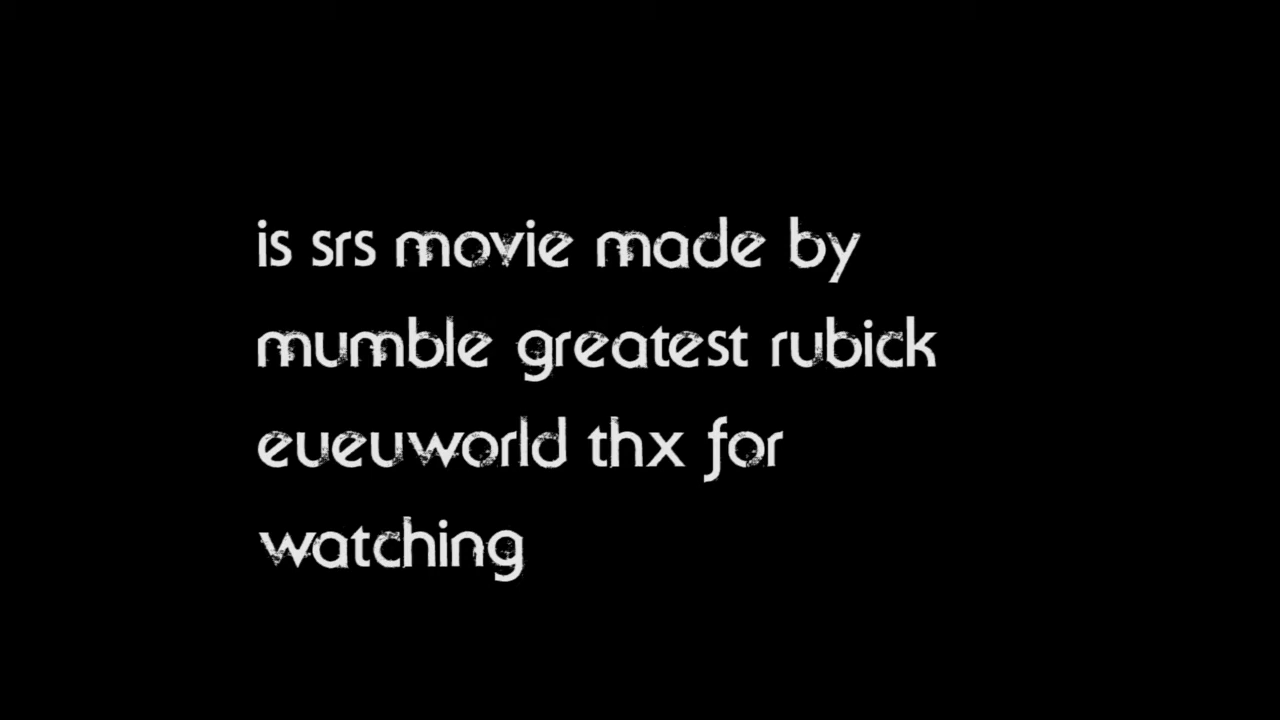 is srs movie made by
mumble greatest rubick
eueuworld thx for
watching